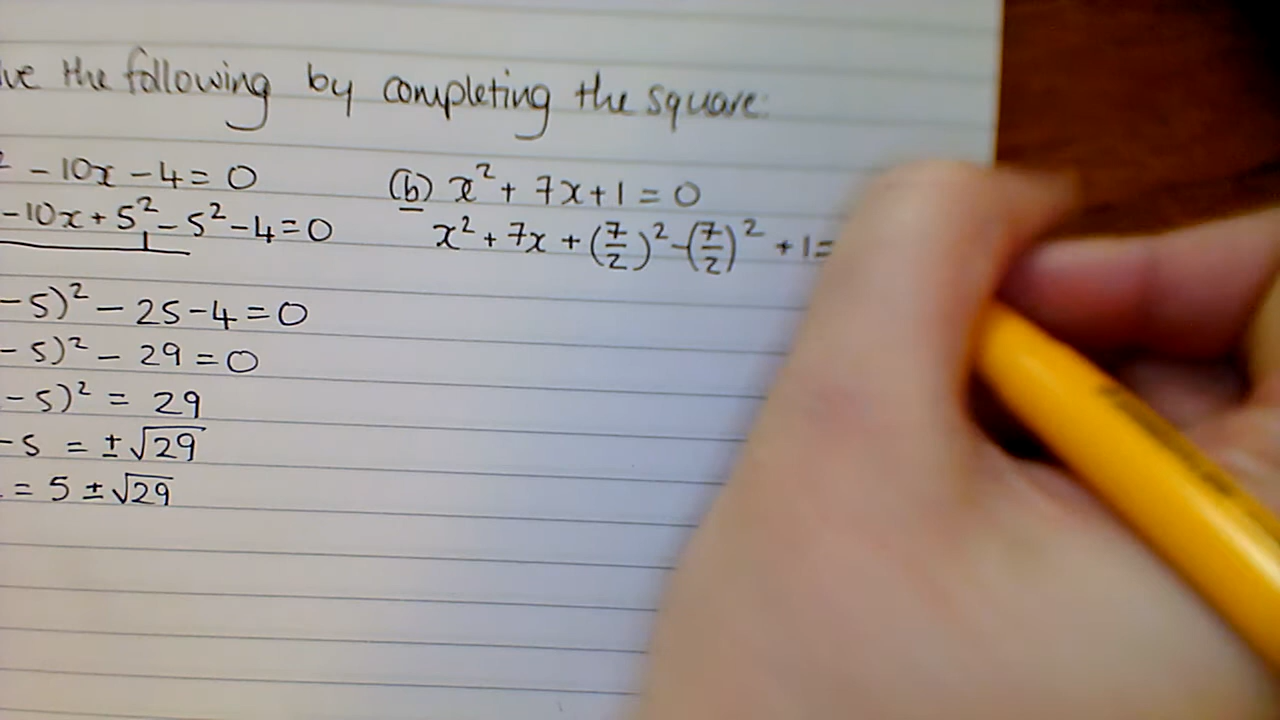 the following by completing the square:
² - 10x - 4 = 0
- 10x + 5² - 5² - 4 = 0
- 5)² - 25 - 4 = 0
- 5)² - 29 = 0
- 5)² = 29
- 5 = ±√29
= 5 ± √29
(b) x² + 7x + 1 = 0
x² + 7x + (7/2)² - (7/2)² + 1 =